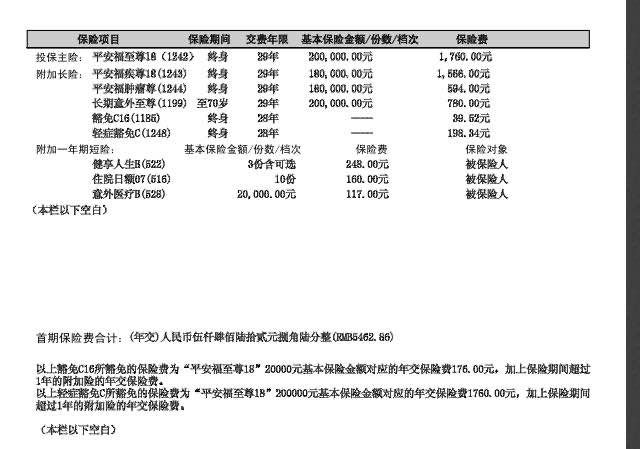 保险项目 保险期间 交费年限 基本保险金额/份数/档次 保险费
投保主险: 平安福至尊18(1242) 终身 29年 200,000.00元 1,760.00元
附加长险: 平安福疾尊18(1243) 终身 29年 180,000.00元 1,566.00元
平安福肿瘤尊(1244) 终身 29年 180,000.00元 594.00元
长期意外至尊(1199) 至70岁 29年 200,000.00元 780.00元
豁免C16(1185) 终身 28年 —— 39.52元
轻症豁免C(1248) 终身 28年 —— 198.34元
附加一年期短险: 基本保险金额/份数/档次 保险费 保险对象
健享人生B(522) 3份含可选 248.00元 被保险人
住院日额07(516) 10份 160.00元 被保险人
意外医疗B(528) 20,000.00元 117.00元 被保险人
(本栏以下空白)
首期保险费合计: (年交)人民币伍仟肆佰陆拾贰元捌角陆分整(RMB5462.86)
以上豁免C16所豁免的保险费为“平安福至尊18”20000元基本保险金额对应的年交保险费176.00元,加上保险期间超过
1年的附加险的年交保险费。
以上轻症豁免C所豁免的保险费为“平安福至尊18”200000元基本保险金额对应的年交保险费1760.00元,加上保险期间
超过1年的附加险的年交保险费。
(本栏以下空白)